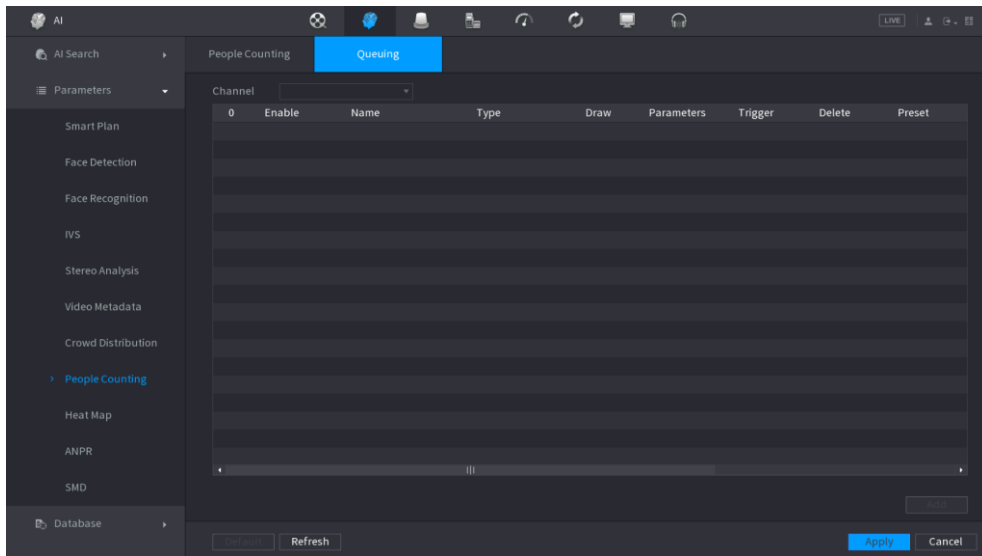 AI
LIVE
AI Search
People Counting
Queuing
Parameters
Channel
0 Enable Name Type Draw Parameters Trigger Delete Preset
Smart Plan
Face Detection
Face Recognition
IVS
Stereo Analysis
Video Metadata
Crowd Distribution
People Counting
Heat Map
ANPR
SMD
Add
Database
Default Refresh Apply Cancel